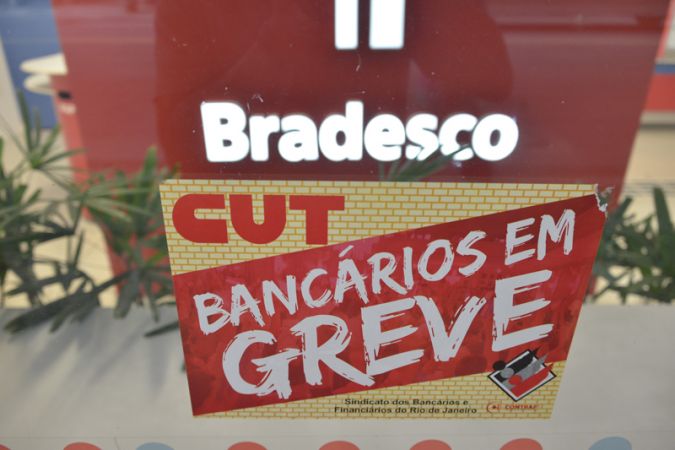 Bradesco
CUT
BANCÁRIOS EM
GREVE
Sindicato dos Bancários e
Financiários do Rio de Janeiro
CONTRAF